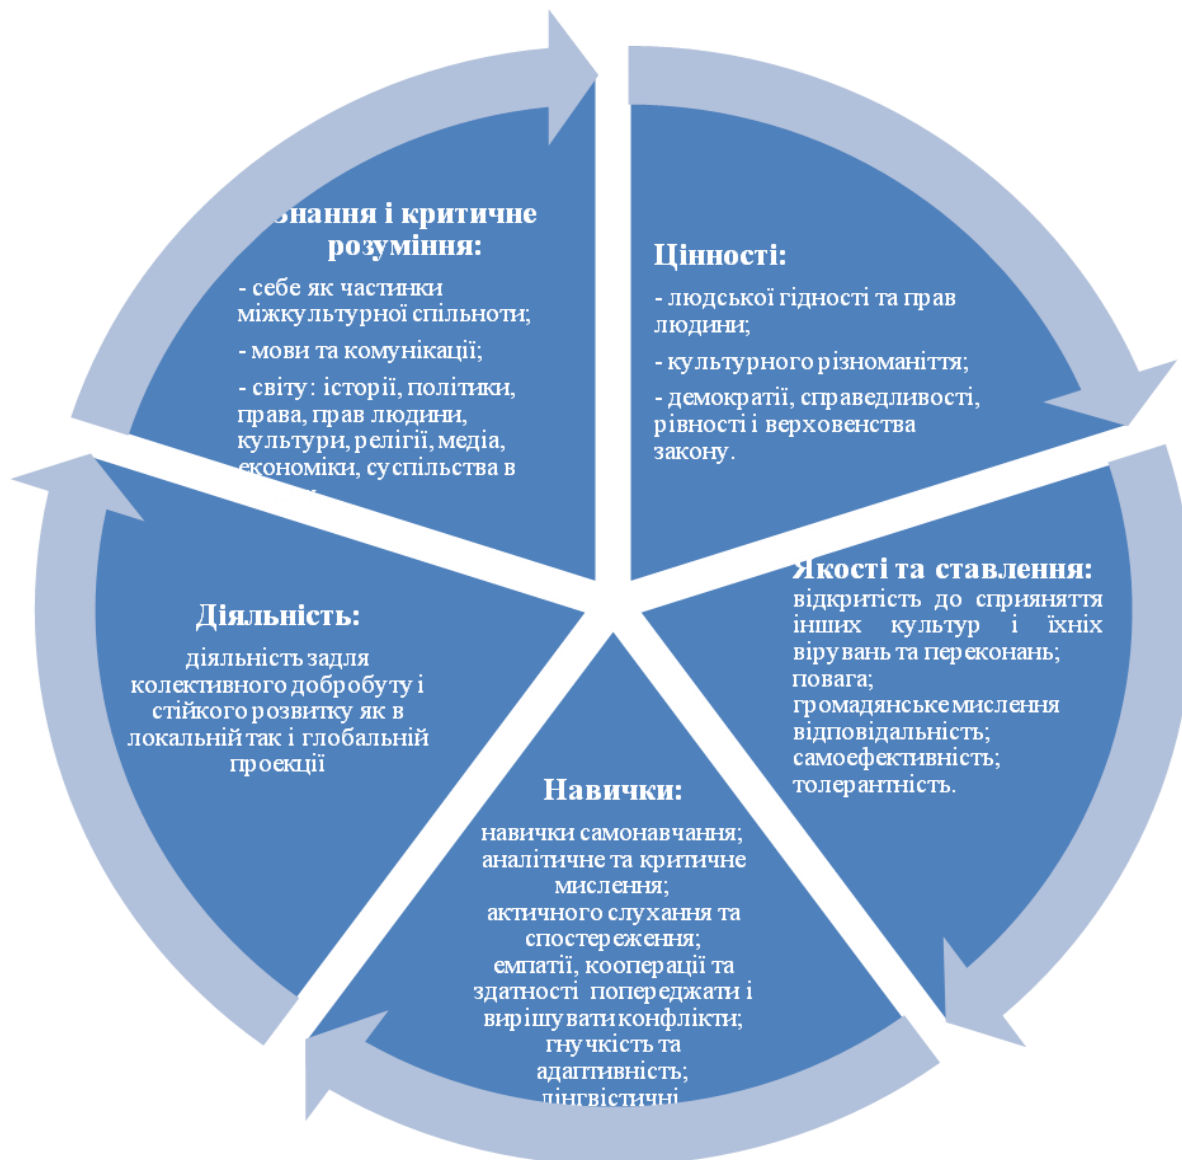 Знання і критичне
розуміння:
- себе як частинки
міжкультурної спільноти;
- мови та комунікації;
- світу: історії, політики,
права, прав людини,
культури, релігії, медіа,
економіки, суспільства в
Цінності:
- людської гідності та прав
людини;
- культурного різноманіття;
- демократії, справедливості,
рівності і верховенства
закону.
Якості та ставлення:
відкритість до сприяняття
інших культур і їхніх
вірувань та переконань;
повага;
громадянське мислення
відповідальність;
самоефективність;
толерантність.
Навички:
навички самонавчання;
аналітичне та критичне
мислення;
актичного слухання та
спостереження;
емпатії, кооперації та
здатності попереджати і
вирішувати конфлікти;
гнучкість та
адаптивність;
лінгвістичні
Діяльність:
діяльність задля
колективного добробуту і
стійкого розвитку як в
локальній так і глобальній
проекції